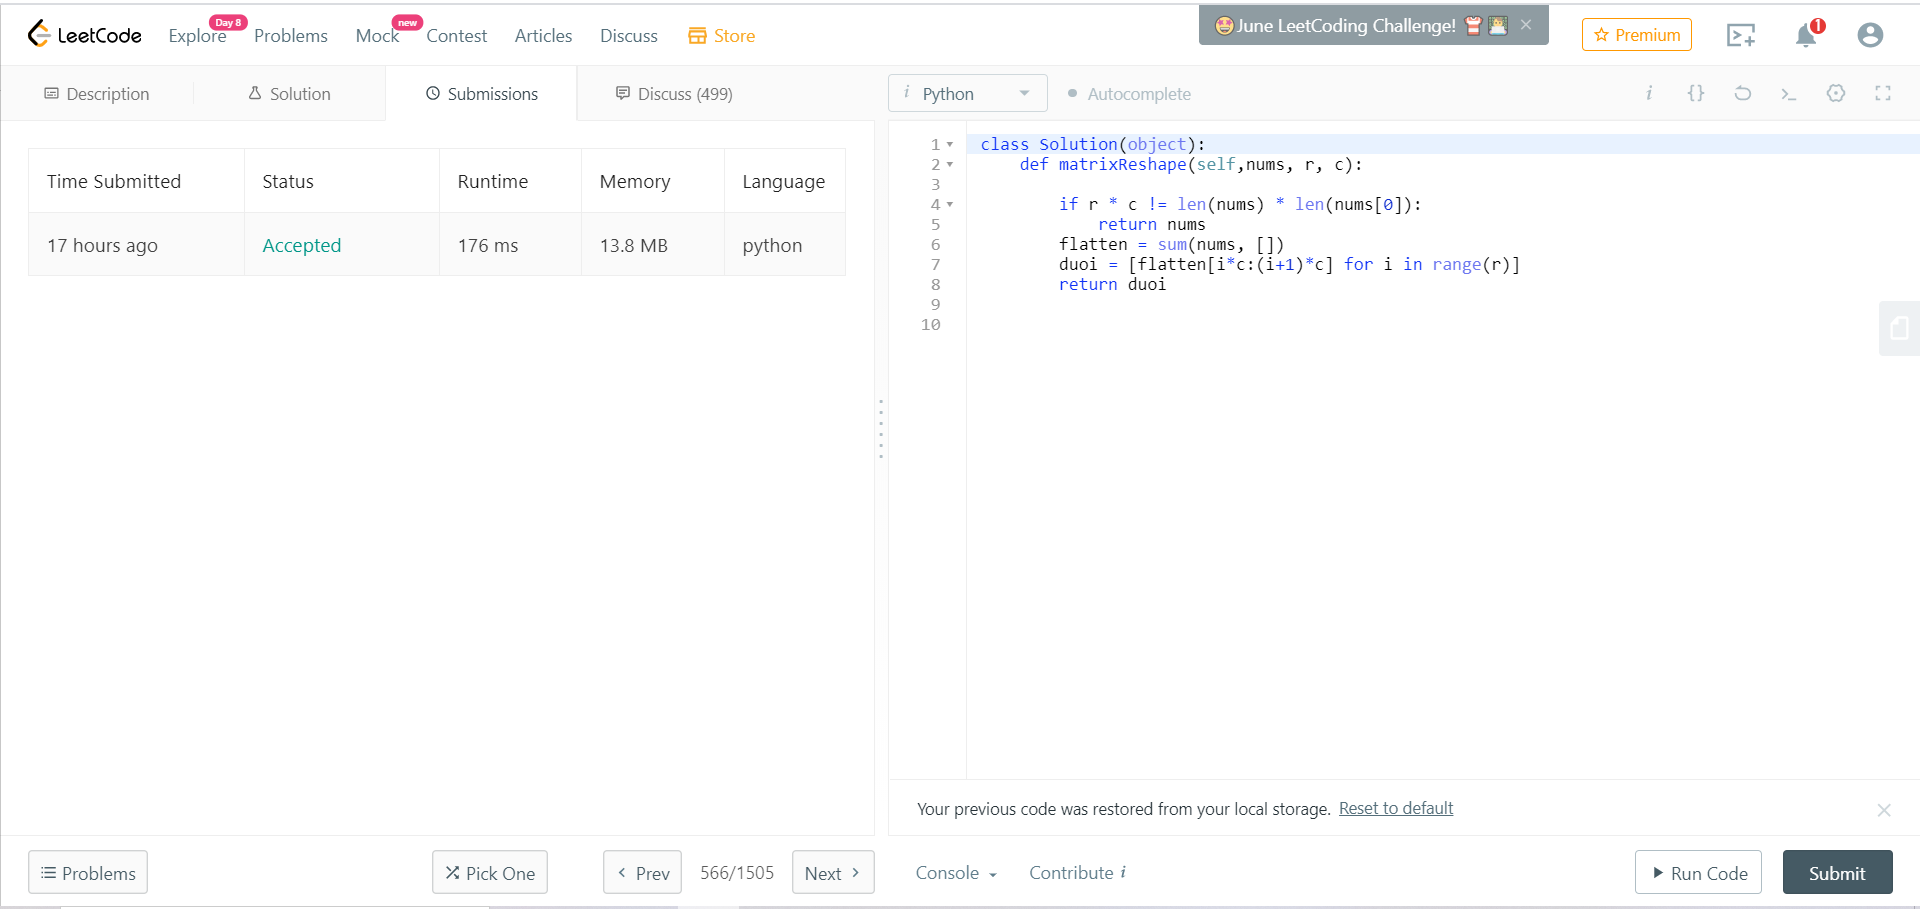 LeetCode Explore Day 8 Problems Mock new Contest Articles Discuss Store June LeetCoding Challenge! × Premium 1
Description Solution Submissions Discuss (499)
Time Submitted Status Runtime Memory Language
17 hours ago Accepted 176 ms 13.8 MB python
i Python Autocomplete i {}
1 class Solution(object):
2 def matrixReshape(self,nums, r, c):
3
4 if r * c != len(nums) * len(nums[0]):
5 return nums
6 flatten = sum(nums, [])
7 duoi = [flatten[i*c:(i+1)*c] for i in range(r)]
8 return duoi
9
10
Your previous code was restored from your local storage. Reset to default
Problems Pick One Prev 566/1505 Next Console Contribute i Run Code Submit